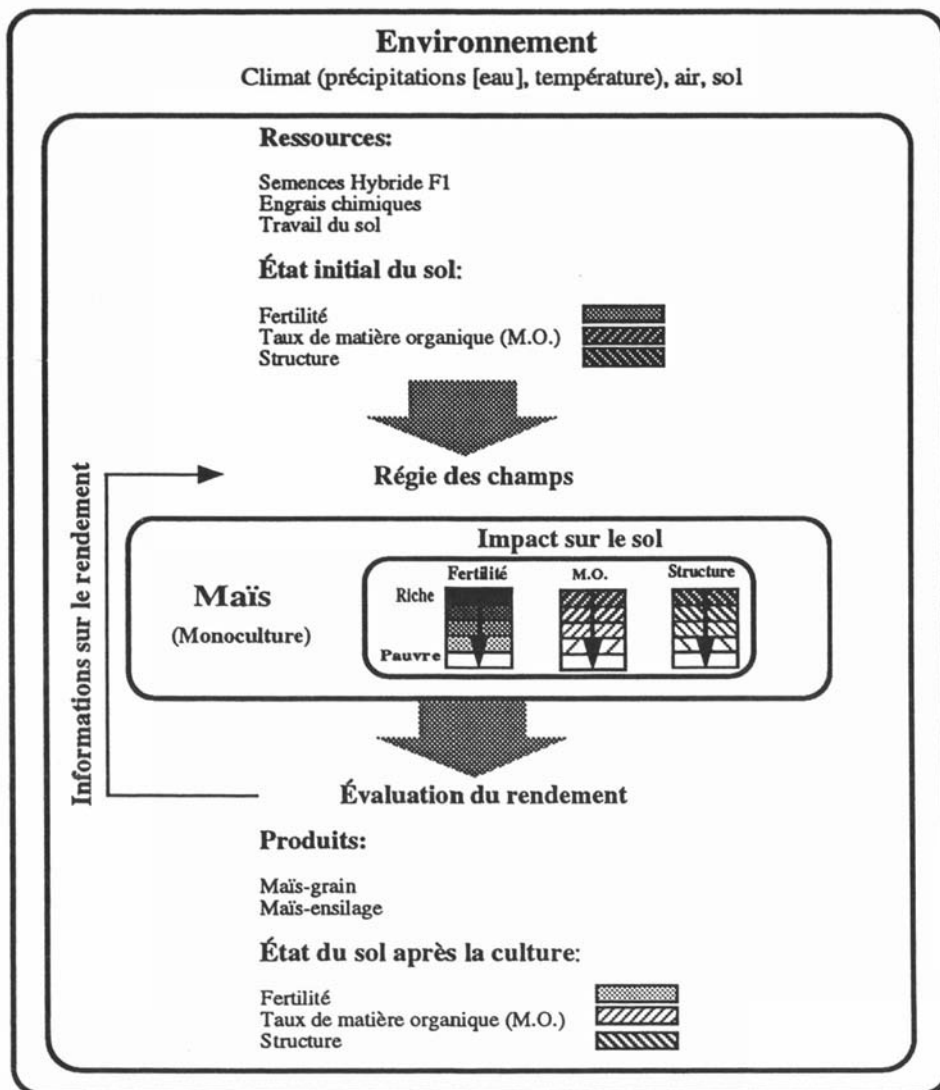 Environnement
Climat (précipitations [eau], température), air, sol
Ressources:
Semences Hybride F1
Engrais chimiques
Travail du sol
État initial du sol:
Fertilité
Taux de matière organique (M.O.)
Structure
Régie des champs
Informations sur le rendement
Impact sur le sol
Fertilité M.O. Structure
Riche
Maïs
(Monoculture)
Pauvre
Évaluation du rendement
Produits:
Maïs-grain
Maïs-ensilage
État du sol après la culture:
Fertilité
Taux de matière organique (M.O.)
Structure